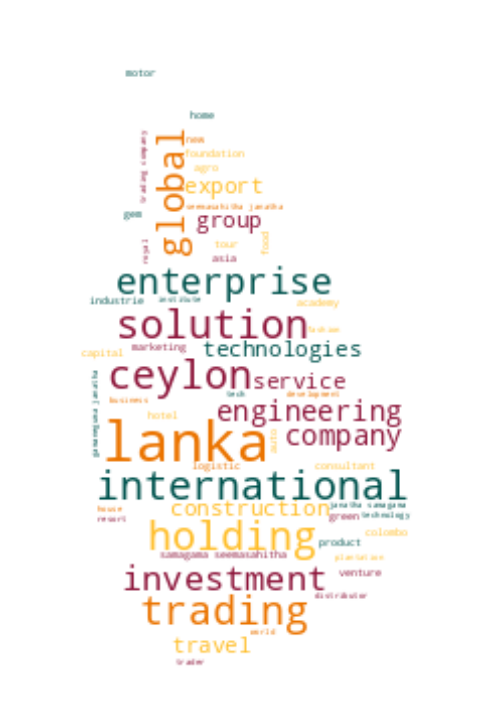 motor
home
new
trading company
global
foundation
agro
export
seemasahitha janatha
gem
group
royal
tour
food
asia
enterprise
industrie
institute
academy
solution
fashion
capital
marketing
technologies
ceylon
service
gamagama janatha
tech
development
business
engineering
hotel
lanka
auto
company
logistic
consultant
international
house
construction
janatha samagama
resort
green
technology
holding
colombo
product
samagama seemasahitha
plantation
investment
venture
distributor
trading
world
travel
trader